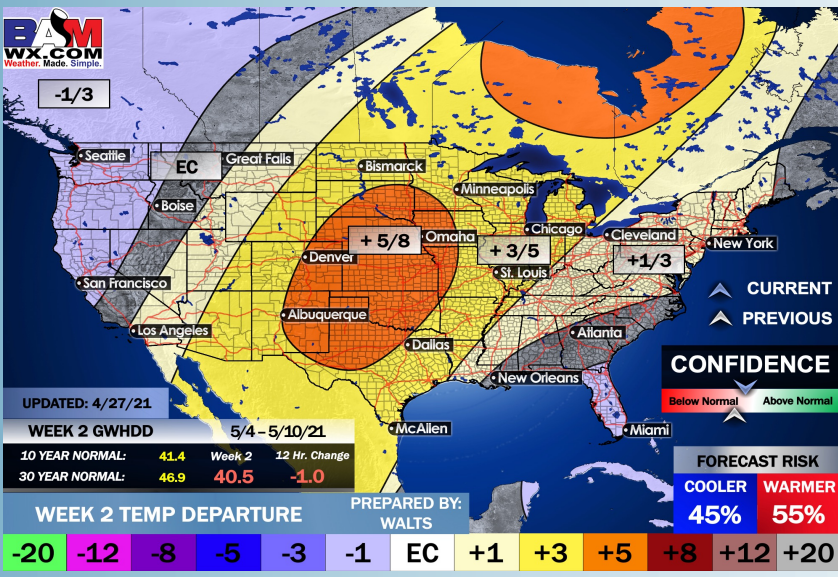 BAM
WX.COM
Weather. Made. Simple.
-1/3
Seattle
EC
Great Falls
Bismarck
Minneapolis
Boise
Omaha
+ 5/8
Chicago
Cleveland
New York
+ 3/5
+1/3
Denver
St. Louis
San Francisco
CURRENT
Albuquerque
PREVIOUS
Los Angeles
Atlanta
Dallas
CONFIDENCE
New Orleans
Below Normal
Above Normal
McAllen
Miami
UPDATED: 4/27/21
WEEK 2 GWHDD 5/4 – 5/10/21
10 YEAR NORMAL: 41.4 Week 2 12 Hr. Change
30 YEAR NORMAL: 46.9 40.5 -1.0
FORECAST RISK
COOLER WARMER
45% 55%
WEEK 2 TEMP DEPARTURE
PREPARED BY:
WALTS
-20 -12 -8 -5 -3 -1 EC +1 +3 +5 +8 +12 +20